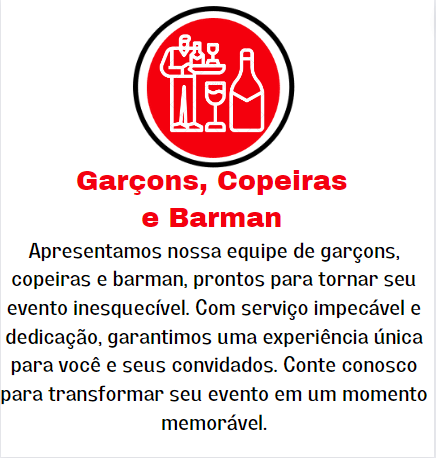 Garçons, Copeiras
e Barman
Apresentamos nossa equipe de garçons,
copeiras e barman, prontos para tornar seu
evento inesquecível. Com serviço impecável e
dedicação, garantimos uma experiência única
para você e seus convidados. Conte conosco
para transformar seu evento em um momento
memorável.